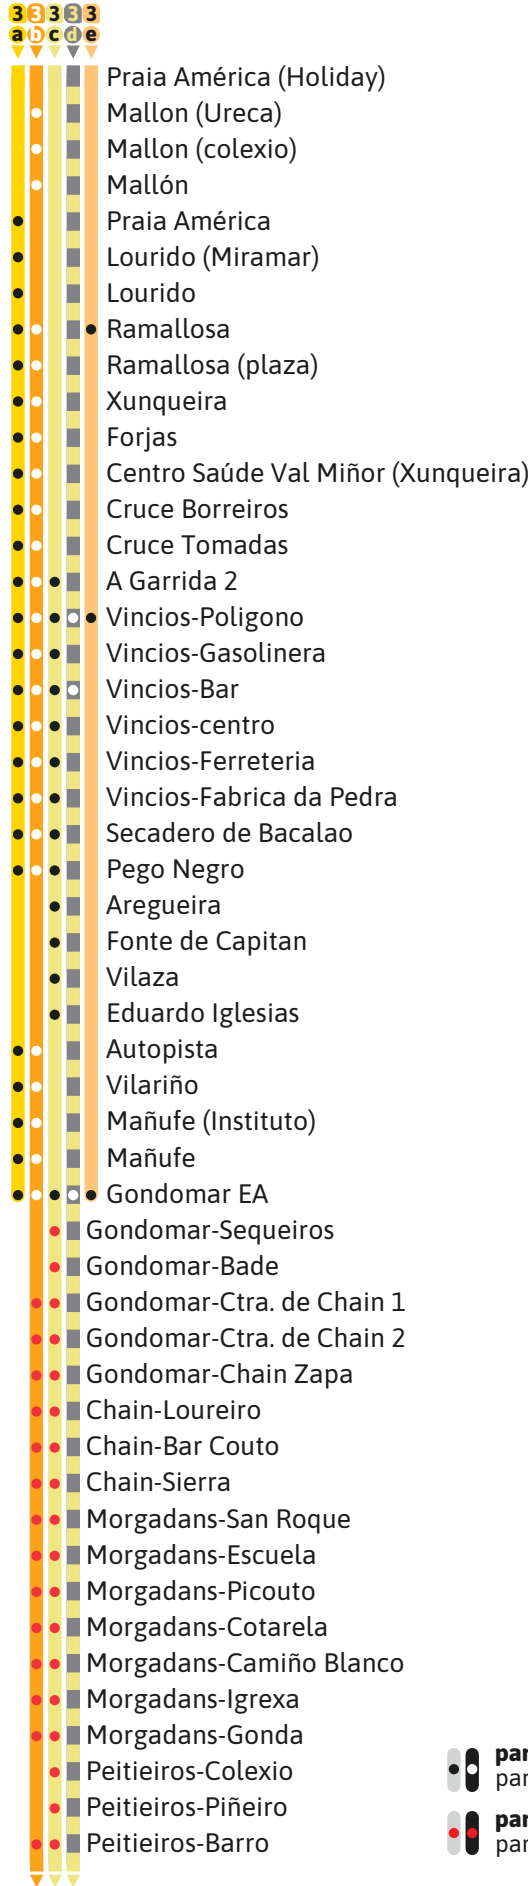 3 3 3 3 3
a b c d e
Praia América (Holiday)
Mallon (Ureca)
Mallon (colexio)
Mallón
Praia América
Lourido (Miramar)
Lourido
Ramallosa
Ramallosa (plaza)
Xunqueira
Forjas
Centro Saúde Val Miñor (Xunqueira)
Cruce Borreiros
Cruce Tomadas
A Garrida 2
Vincios-Poligono
Vincios-Gasolinera
Vincios-Bar
Vincios-centro
Vincios-Ferreteria
Vincios-Fabrica da Pedra
Secadero de Bacalao
Pego Negro
Aregueira
Fonte de Capitan
Vilaza
Eduardo Iglesias
Autopista
Vilariño
Mañufe (Instituto)
Mañufe
Gondomar EA
Gondomar-Sequeiros
Gondomar-Bade
Gondomar-Ctra. de Chain 1
Gondomar-Ctra. de Chain 2
Gondomar-Chain Zapa
Chain-Loureiro
Chain-Bar Couto
Chain-Sierra
Morgadans-San Roque
Morgadans-Escuela
Morgadans-Picouto
Morgadans-Cotarela
Morgadans-Camiño Blanco
Morgadans-Igrexa
Morgadans-Gonda
Peitieiros-Colexio
Peitieiros-Piñeiro
Peitieiros-Barro
par
par
par
par